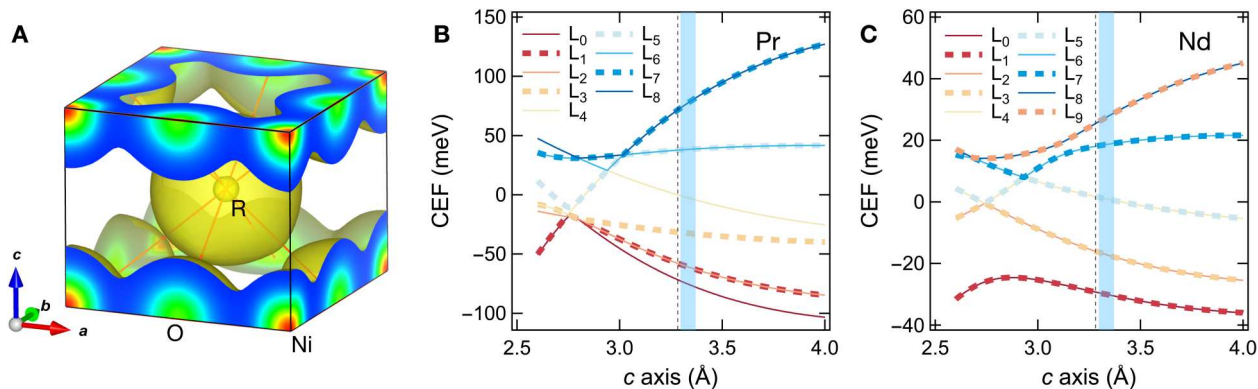 A
R
c
b
a
O
Ni
B
Pr
L0
L1
L2
L3
L4
L5
L6
L7
L8
CEF (meV)
150
100
50
0
−50
−100
2.5
3.0
3.5
4.0
c axis (Å)
C
Nd
L0
L1
L2
L3
L4
L5
L6
L7
L8
L9
CEF (meV)
60
40
20
0
−20
−40
2.5
3.0
3.5
4.0
c axis (Å)